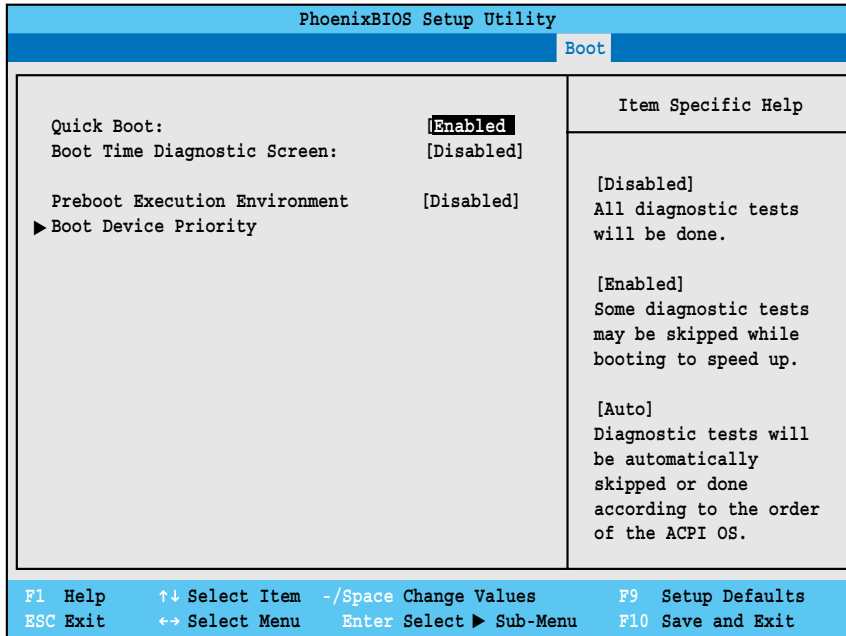 PhoenixBIOS Setup Utility
Boot
Quick Boot: [Enabled
Boot Time Diagnostic Screen: [Disabled]
Preboot Execution Environment [Disabled]
▶Boot Device Priority
Item Specific Help
[Disabled]
All diagnostic tests
will be done.
[Enabled]
Some diagnostic tests
may be skipped while
booting to speed up.
[Auto]
Diagnostic tests will
be automatically
skipped or done
according to the order
of the ACPI OS.
F1 Help ↑↓ Select Item -/Space Change Values F9 Setup Defaults
ESC Exit ←→ Select Menu Enter Select ▶ Sub-Menu F10 Save and Exit